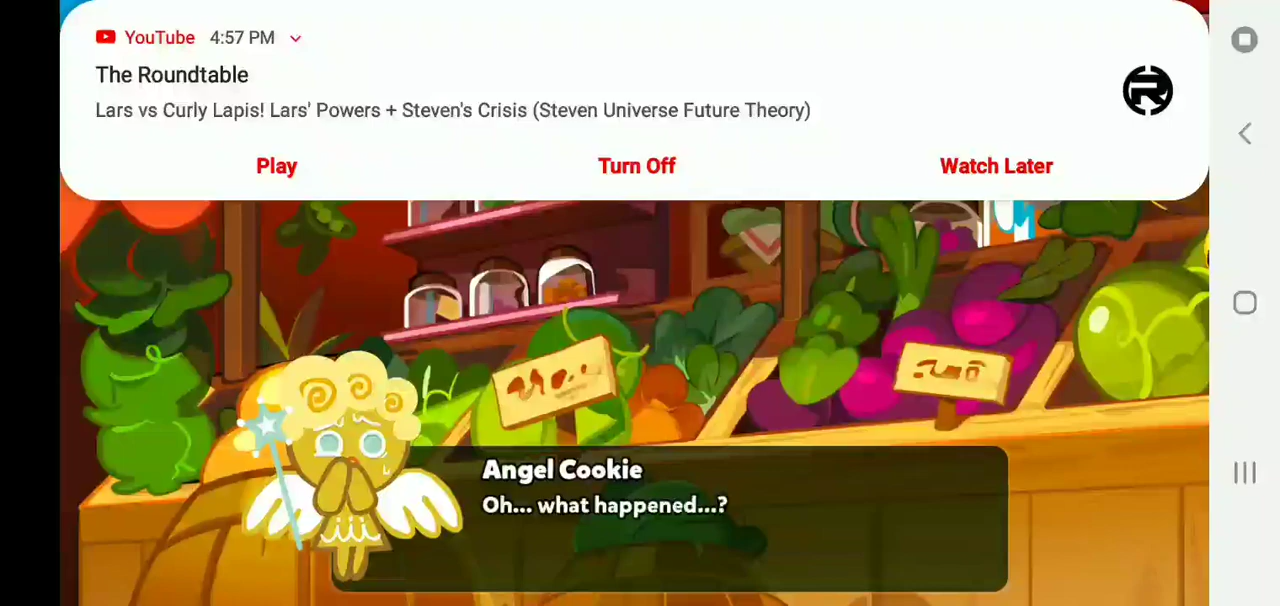 YouTube 4:57 PM
The Roundtable
Lars vs Curly Lapis! Lars' Powers + Steven's Crisis (Steven Universe Future Theory)
Play Turn Off Watch Later
Angel Cookie
Oh... what happened...?